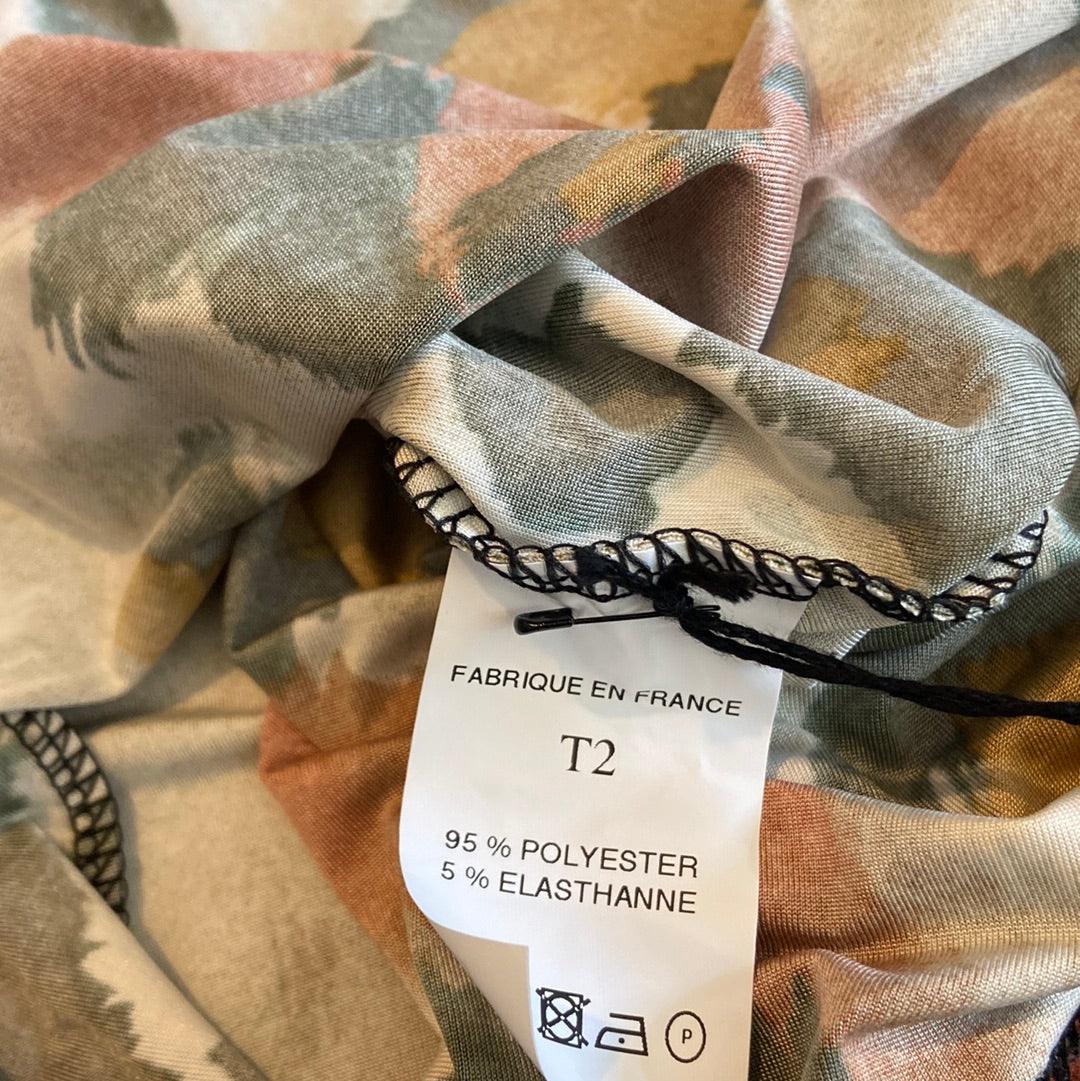 FABRIQUE EN FRANCE
T2
95 % POLYESTER
5 % ELASTHANNE
P